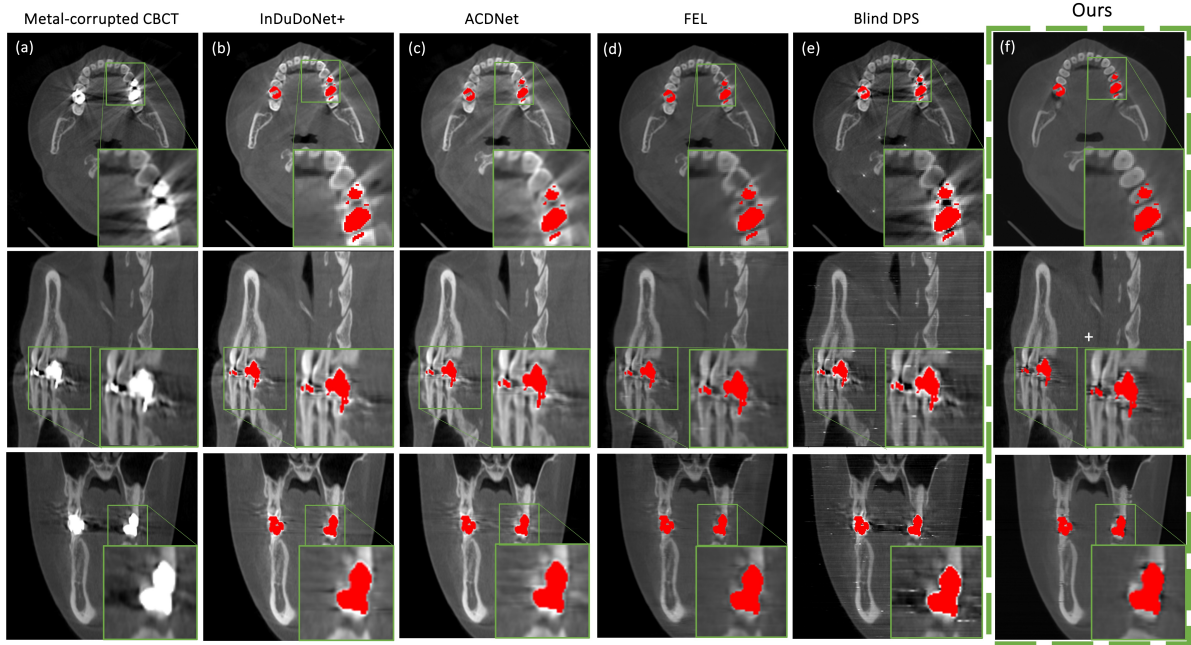 Metal-corrupted CBCT InDuDoNet+ ACDNet FEL Blind DPS Ours
(a) (b) (c) (d) (e) (f)